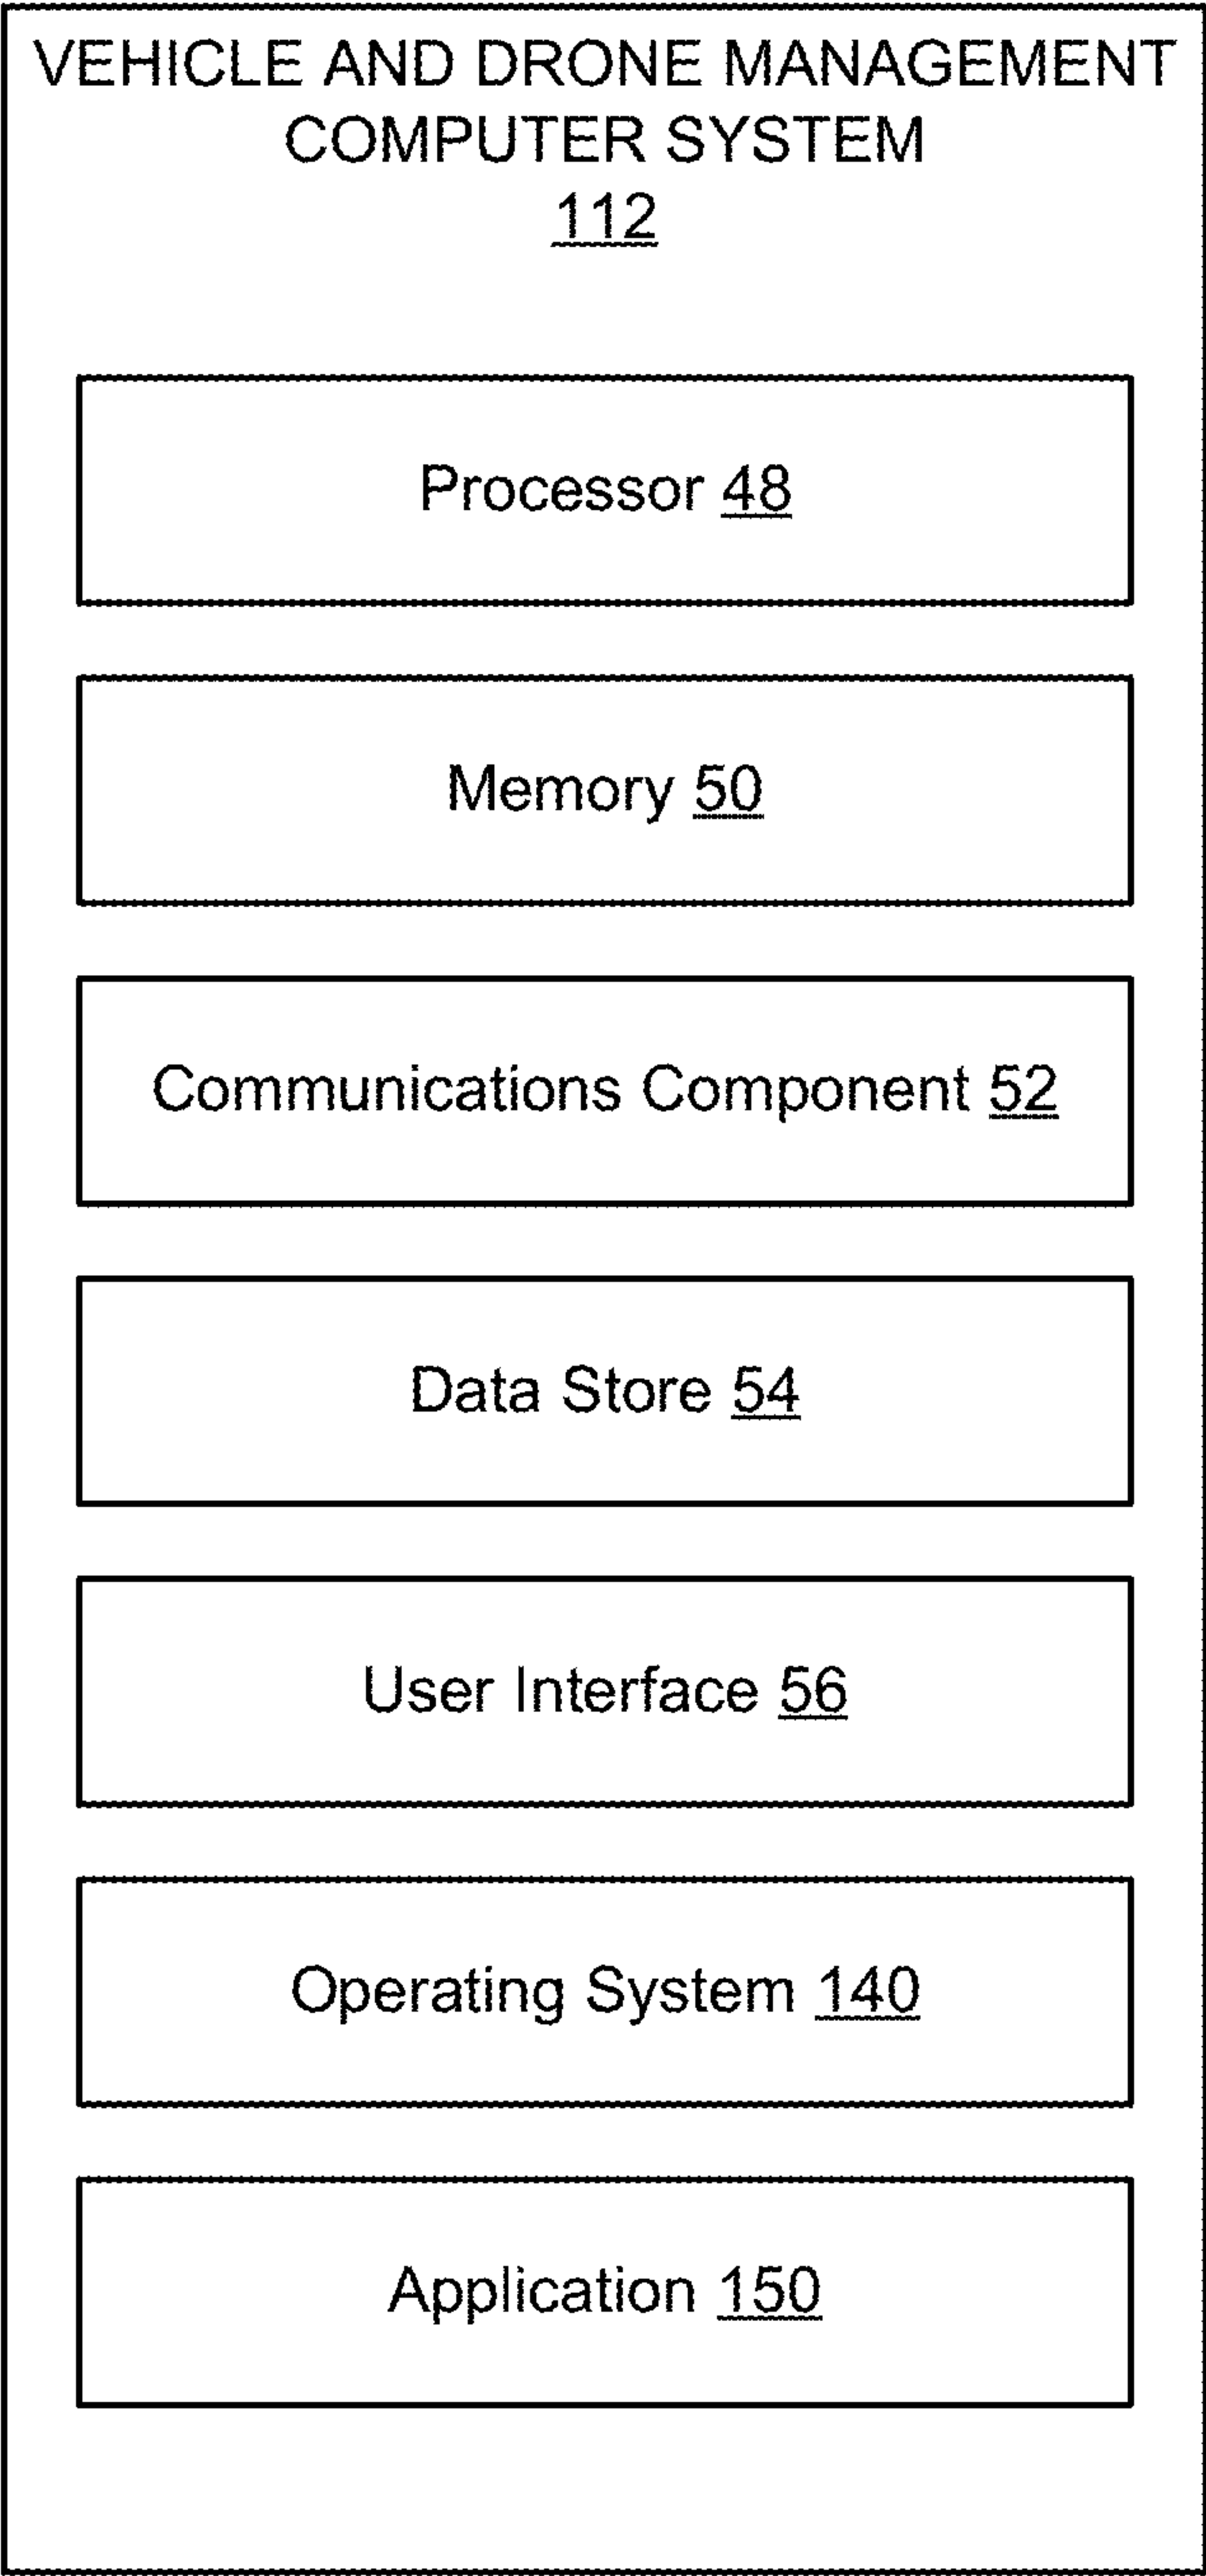 VEHICLE AND DRONE MANAGEMENT
COMPUTER SYSTEM
112
Processor 48
Memory 50
Communications Component 52
Data Store 54
User Interface 56
Operating System 140
Application 150